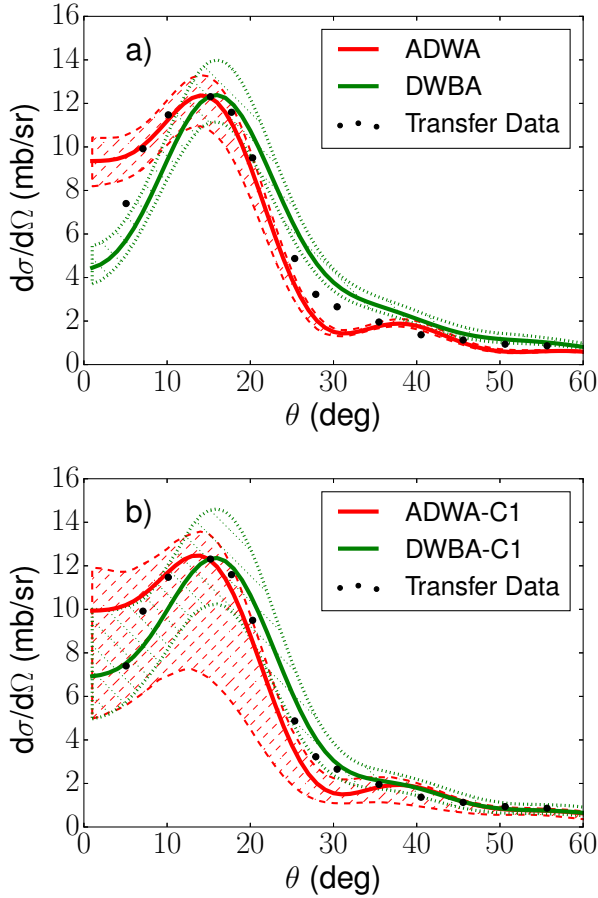 16
14
12
10
8
6
4
2
0
dσ/dΩ (mb/sr)
a)
ADWA
DWBA
Transfer Data
0 10 20 30 40 50 60
θ (deg)
16
14
12
10
8
6
4
2
0
dσ/dΩ (mb/sr)
b)
ADWA-C1
DWBA-C1
Transfer Data
0 10 20 30 40 50 60
θ (deg)